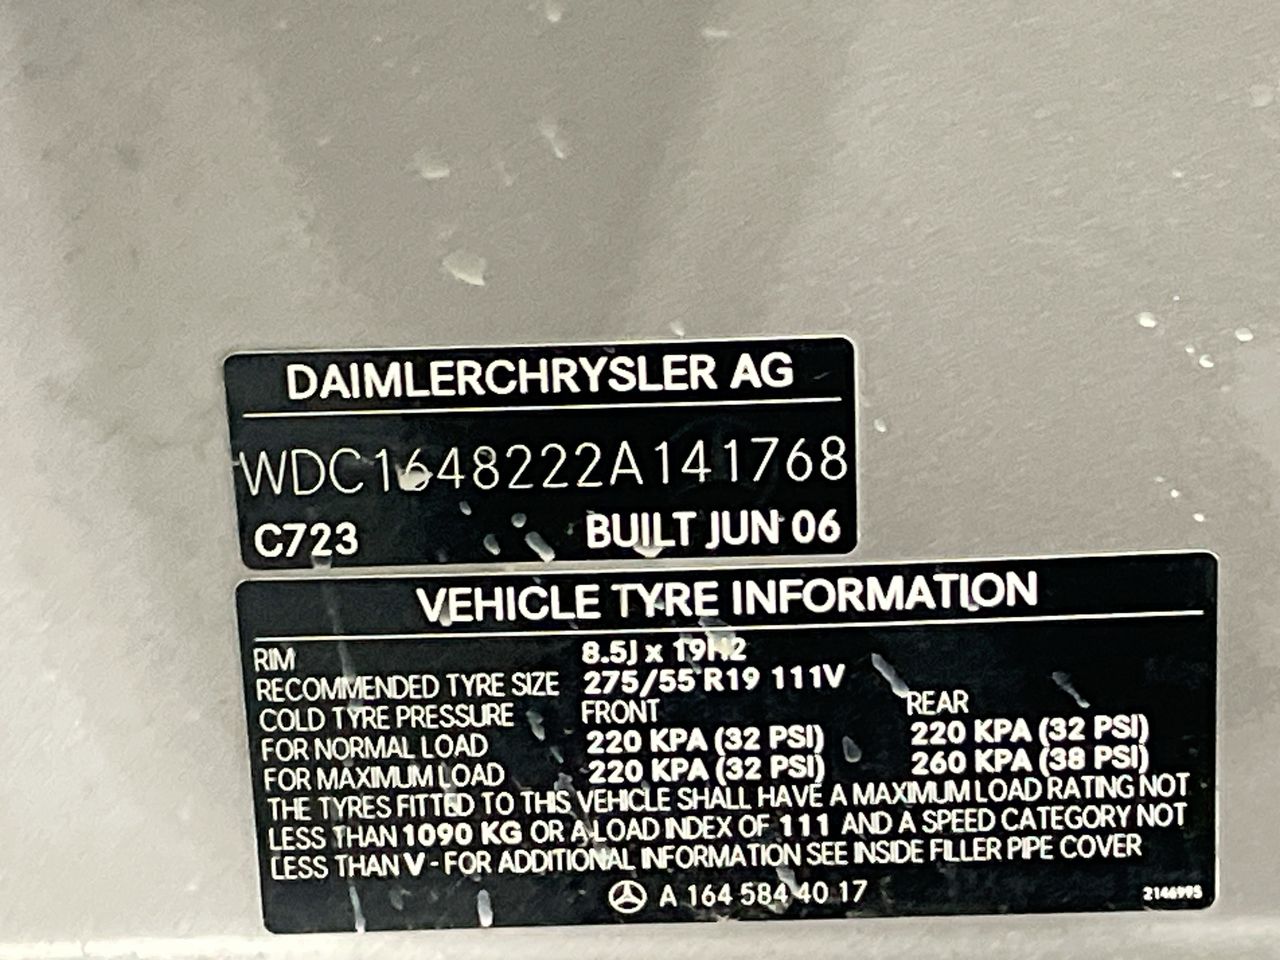 DAIMLERCHRYSLER AG
WDC1648222A141768
C723 BUILT JUN 06
VEHICLE TYRE INFORMATION
RIM 8.5J x 19H2
RECOMMENDED TYRE SIZE 275/55 R19 111V
COLD TYRE PRESSURE FRONT REAR
FOR NORMAL LOAD 220 KPA (32 PSI) 220 KPA (32 PSI)
FOR MAXIMUM LOAD 220 KPA (32 PSI) 260 KPA (38 PSI)
THE TYRES FITTED TO THIS VEHICLE SHALL HAVE A MAXIMUM LOAD RATING NOT
LESS THAN 1090 KG OR A LOAD INDEX OF 111 AND A SPEED CATEGORY NOT
LESS THAN V - FOR ADDITIONAL INFORMATION SEE INSIDE FILLER PIPE COVER
A 164 584 40 17 2146995